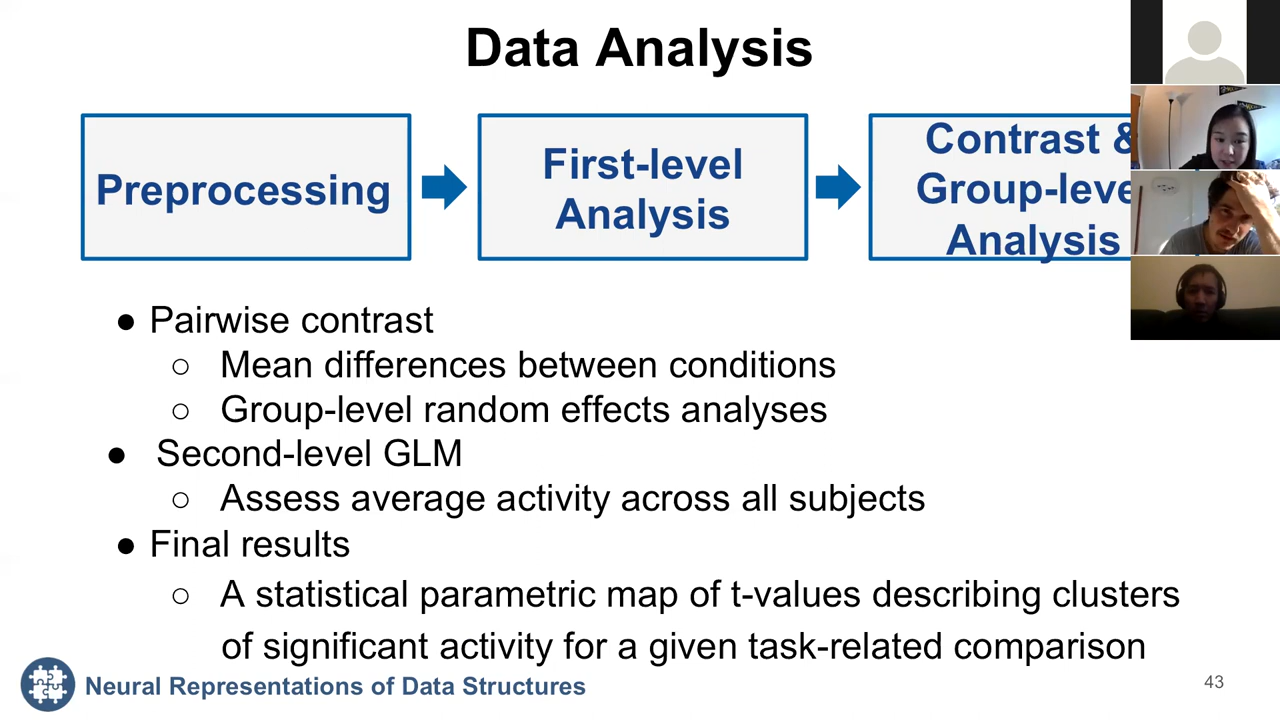 Data Analysis
Preprocessing
First-level
Analysis
Contrast &
Group-leve
Analysis
● Pairwise contrast
○ Mean differences between conditions
○ Group-level random effects analyses
● Second-level GLM
○ Assess average activity across all subjects
● Final results
○ A statistical parametric map of t-values describing clusters
of significant activity for a given task-related comparison
Neural Representations of Data Structures
43